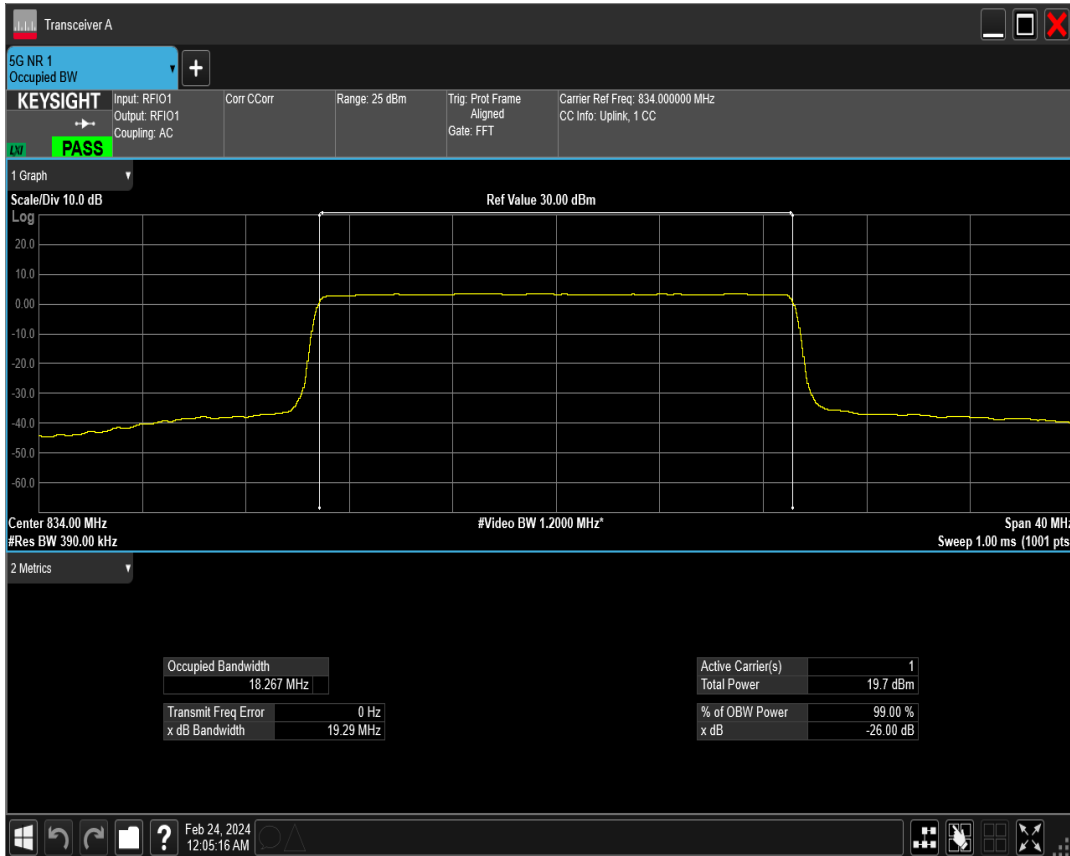 Transceiver A
5G NR 1
Occupied BW
+
KEYSIGHT
LXI
PASS
Input: RFIO1
Output: RFIO1
Coupling: AC
Corr CCorr
Range: 25 dBm
Trig: Prot Frame
Aligned
Gate: FFT
Carrier Ref Freq: 834.000000 MHz
CC Info: Uplink, 1 CC
1 Graph
Scale/Div 10.0 dB
Ref Value 30.00 dBm
Log
20.0
10.0
0.00
-10.0
-20.0
-30.0
-40.0
-50.0
-60.0
Center 834.00 MHz
#Video BW 1.2000 MHz*
Span 40 MHz
#Res BW 390.00 kHz
Sweep 1.00 ms (1001 pts
2 Metrics
Occupied Bandwidth
18.267 MHz
Transmit Freq Error 0 Hz
x dB Bandwidth 19.29 MHz
Active Carrier(s) 1
Total Power 19.7 dBm
% of OBW Power 99.00 %
x dB -26.00 dB
?
Feb 24, 2024
12:05:16 AM